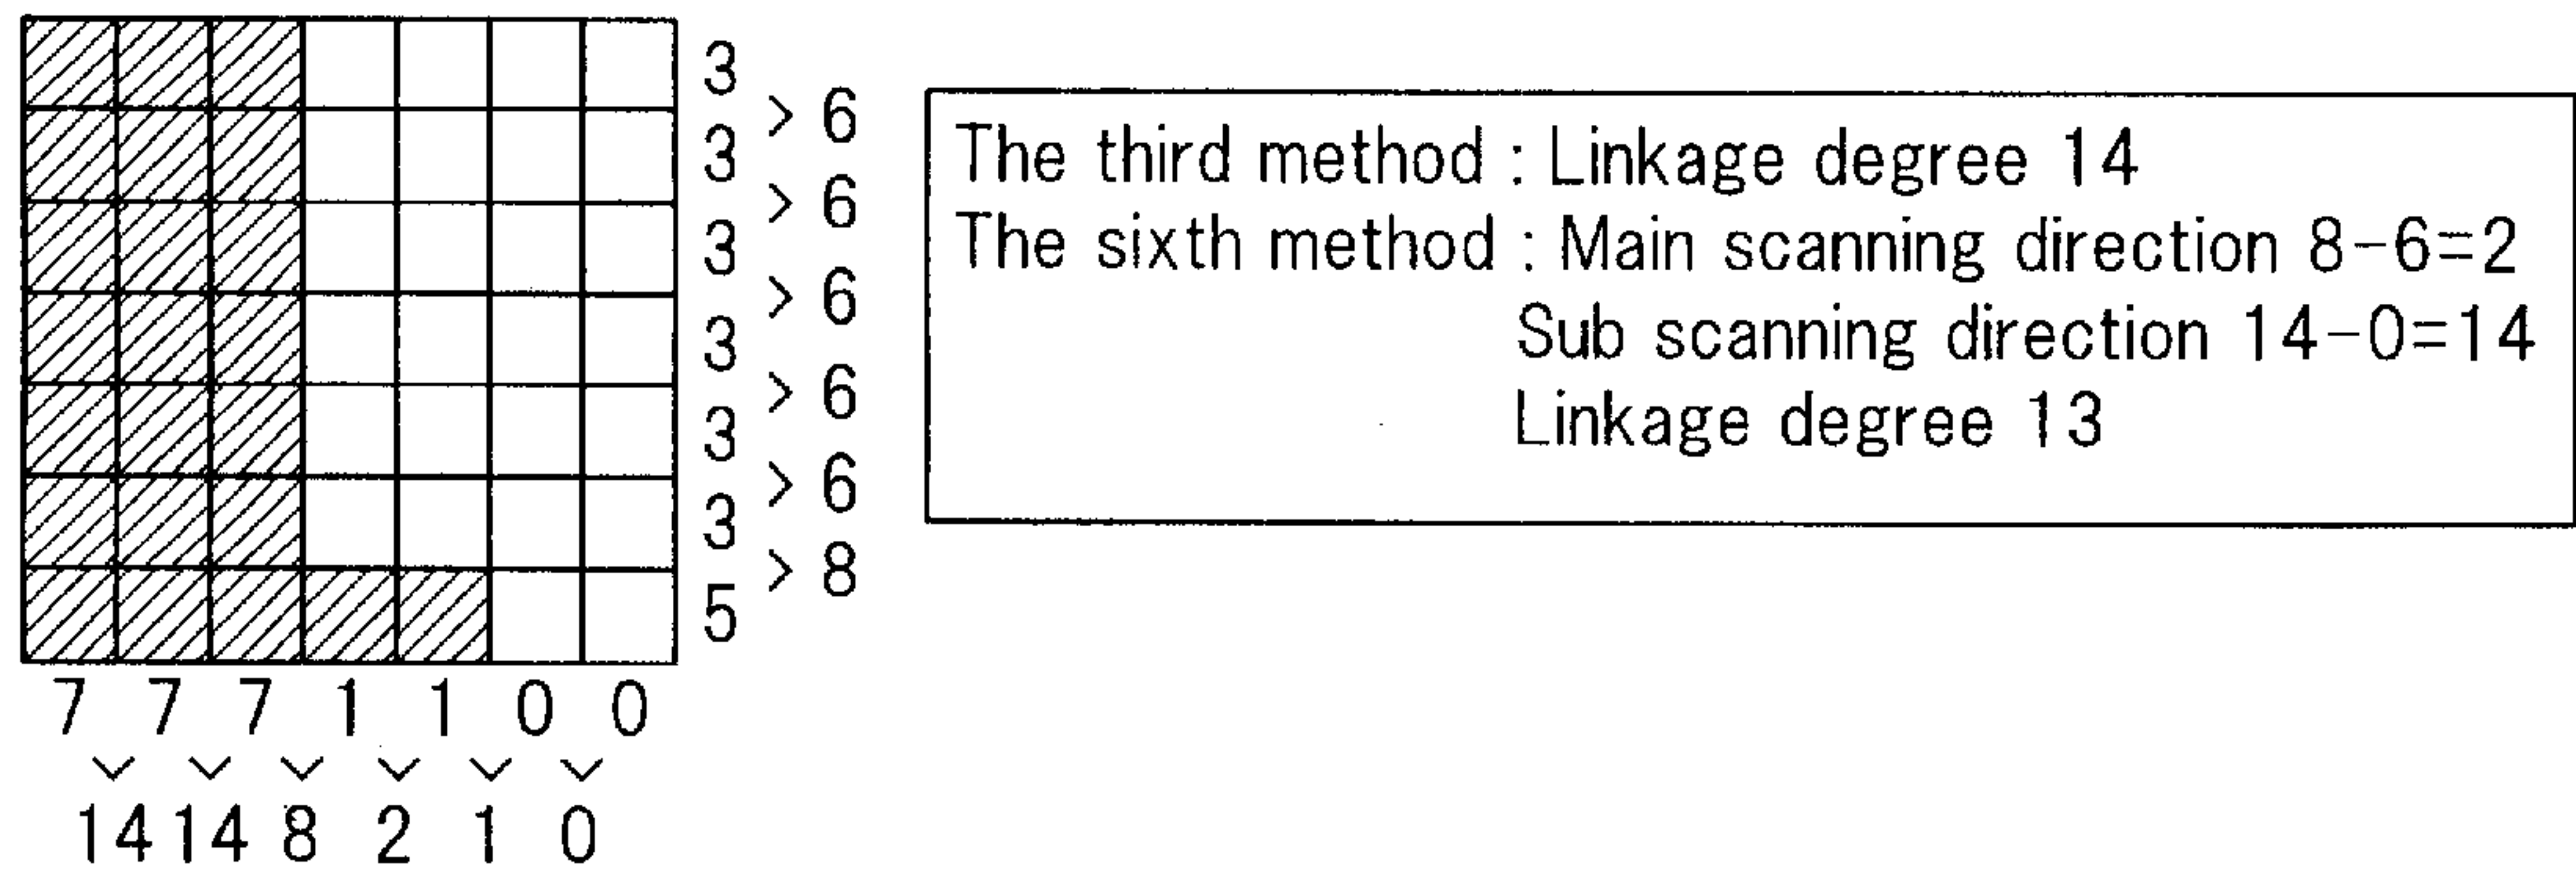 3
3
3
3
3
3
5
> 6
> 6
> 6
> 6
> 6
> 8
The third method : Linkage degree 14
The sixth method : Main scanning direction 8-6=2
Sub scanning direction 14-0=14
Linkage degree 13
7 7 7 1 1 0 0
14 14 8 2 1 0